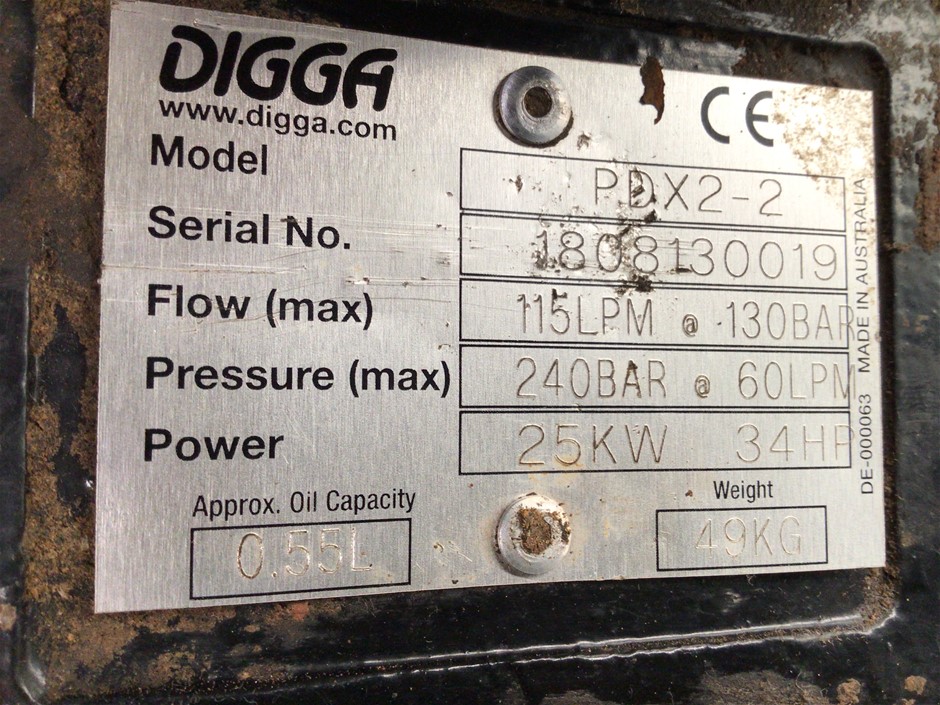 DIGGA
www.digga.com
CE
Model PDX2-2
Serial No. 1808130019
Flow (max) 115LPM @ 130BAR
Pressure (max) 240BAR @ 60LPM
Power 25KW 34HP
Approx. Oil Capacity
0.55L
Weight
49KG
DE-000063 MADE IN AUSTRALIA